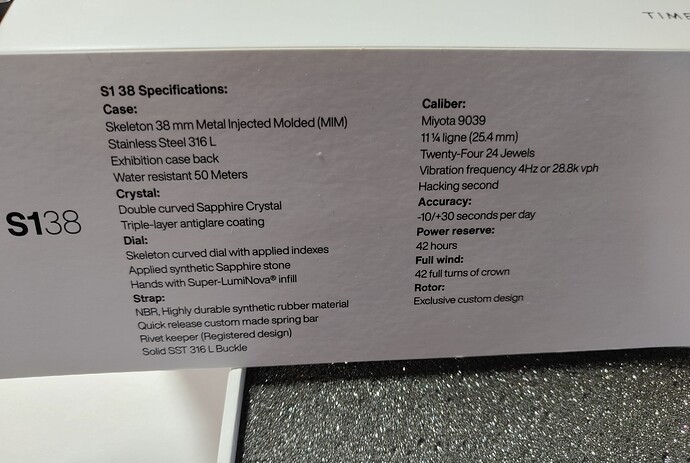 TIME
S138
S1 38 Specifications:
Case:
Skeleton 38 mm Metal Injected Molded (MIM)
Stainless Steel 316 L
Exhibition case back
Water resistant 50 Meters
Crystal:
Double curved Sapphire Crystal
Triple-layer antiglare coating
Dial:
Skeleton curved dial with applied indexes
Applied synthetic Sapphire stone
Hands with Super-LumiNova® infill
Strap:
NBR, Highly durable synthetic rubber material
Quick release custom made spring bar
Rivet keeper (Registered design)
Solid SST 316 L Buckle
Caliber:
Miyota 9039
11 ¼ ligne (25.4 mm)
Twenty-Four 24 Jewels
Vibration frequency 4Hz or 28.8k vph
Hacking second
Accuracy:
-10/+30 seconds per day
Power reserve:
42 hours
Full wind:
42 full turns of crown
Rotor:
Exclusive custom design